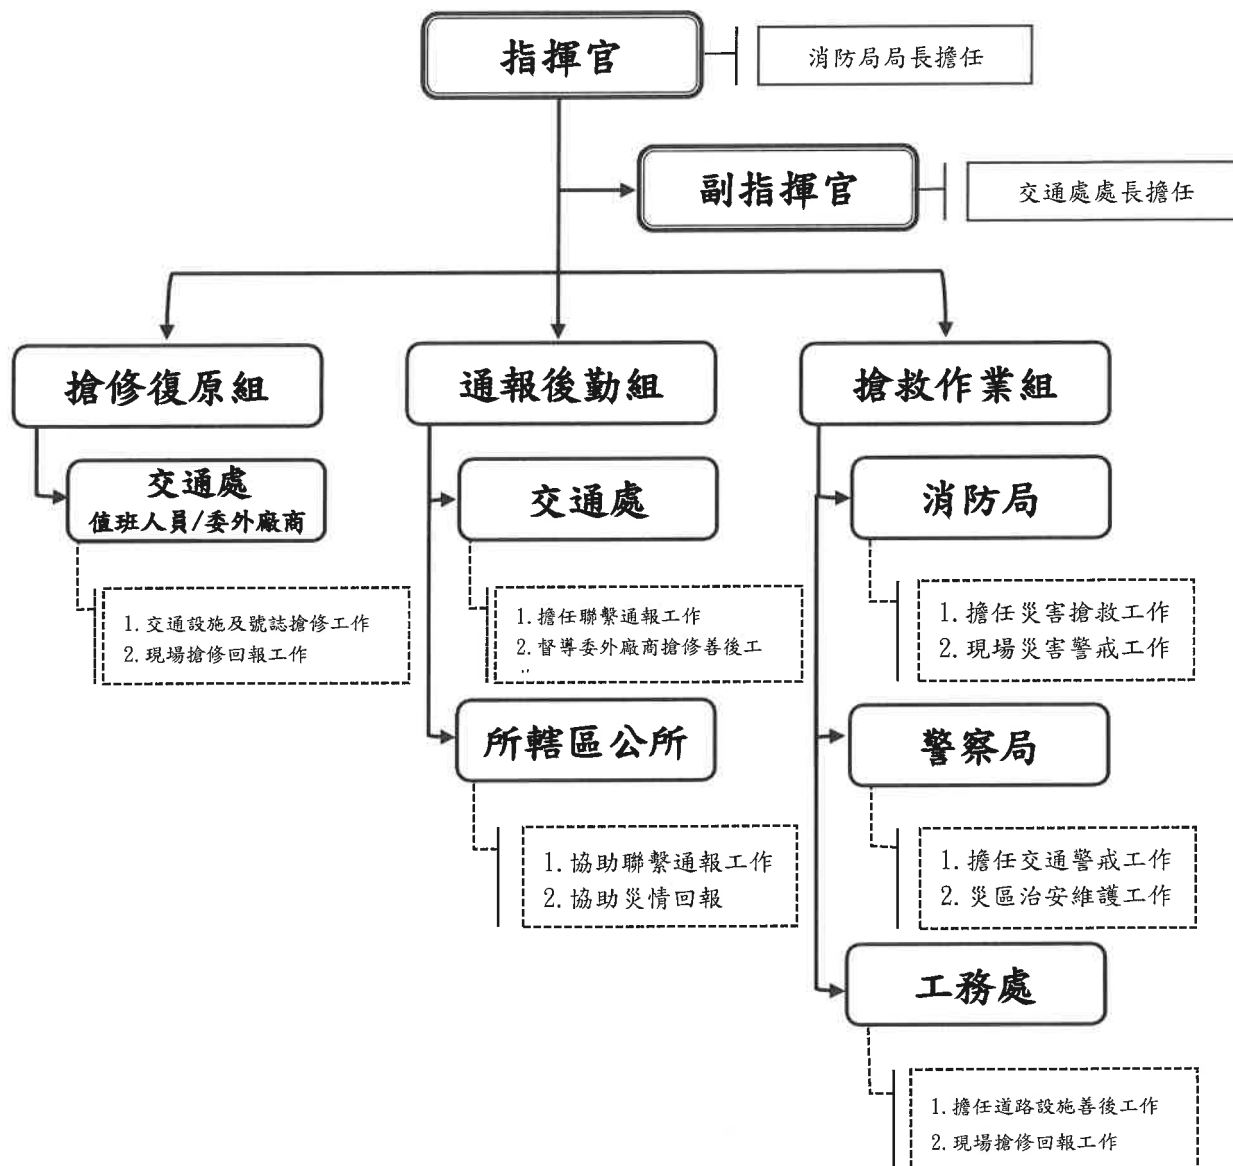 指揮官
消防局局長擔任
副指揮官
交通處處長擔任
搶修復原組
交通處
值班人員/委外廠商
1.交通設施及號誌搶修工作
2.現場搶修回報工作
通報後勤組
交通處
1.擔任聯繫通報工作
2.督導委外廠商搶修善後工
所轄區公所
1.協助聯繫通報工作
2.協助災情回報
搶救作業組
消防局
1.擔任災害搶救工作
2.現場災害警戒工作
警察局
1.擔任交通警戒工作
2.災區治安維護工作
工務處
1.擔任道路設施善後工作
2.現場搶修回報工作